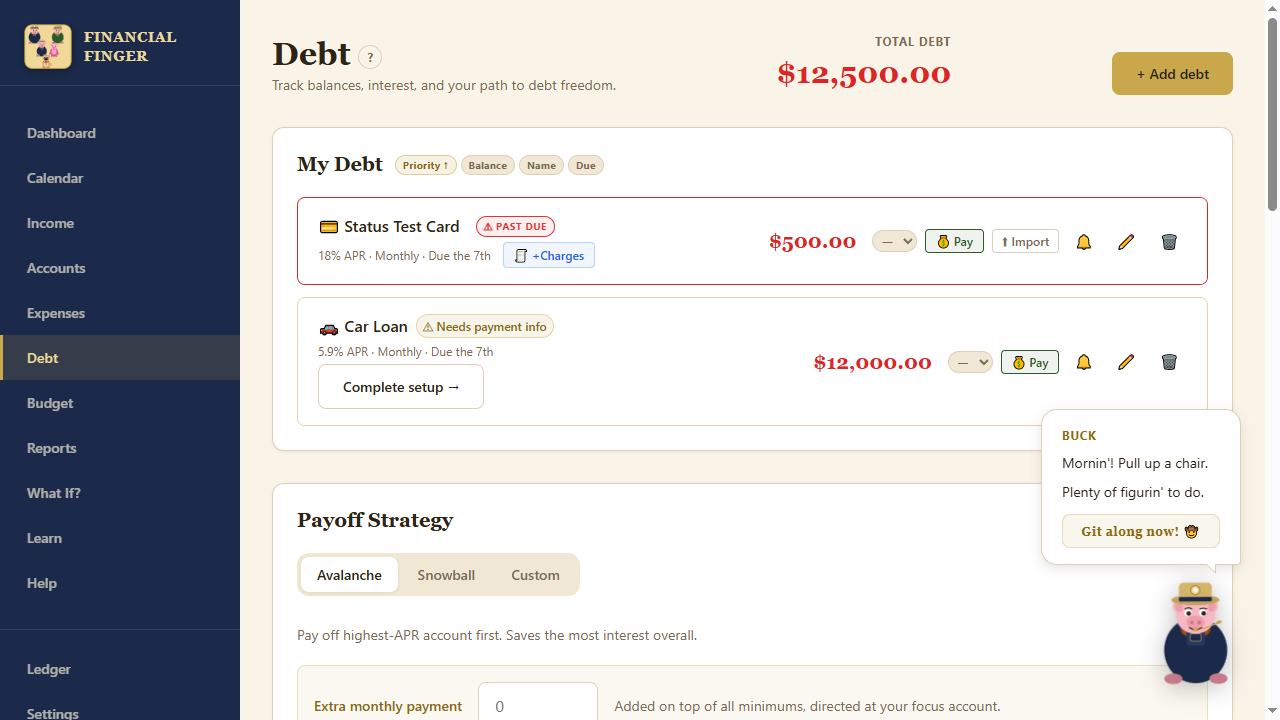 FINANCIAL
FINGER
Dashboard
Calendar
Income
Accounts
Expenses
Debt
Budget
Reports
What If?
Learn
Help
Ledger
Settings
Debt ?
Track balances, interest, and your path to debt freedom.
TOTAL DEBT
$12,500.00
+ Add debt
My Debt Priority ↑ Balance Name Due
Status Test Card ⚠ PAST DUE
18% APR · Monthly · Due the 7th +Charges
$500.00 — Pay ⬆ Import
Car Loan ⚠ Needs payment info
5.9% APR · Monthly · Due the 7th
Complete setup →
$12,000.00 — Pay
BUCK
Mornin'! Pull up a chair.
Plenty of figurin' to do.
Git along now! 🤠
Payoff Strategy
Avalanche Snowball Custom
Pay off highest-APR account first. Saves the most interest overall.
Extra monthly payment 0 Added on top of all minimums, directed at your focus account.